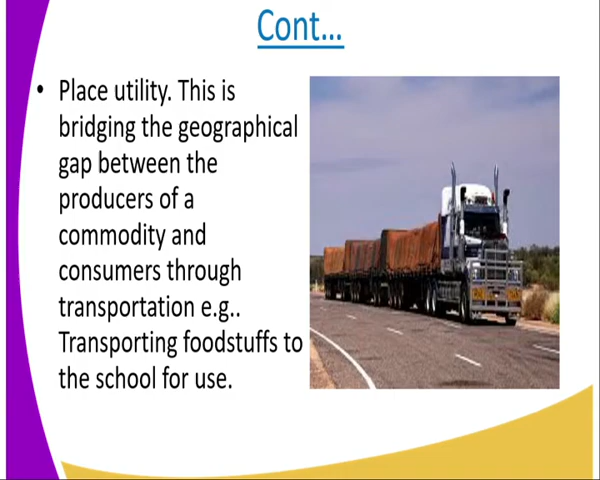 Cont...
• Place utility. This is
bridging the geographical
gap between the
producers of a
commodity and
consumers through
transportation e.g..
Transporting foodstuffs to
the school for use.